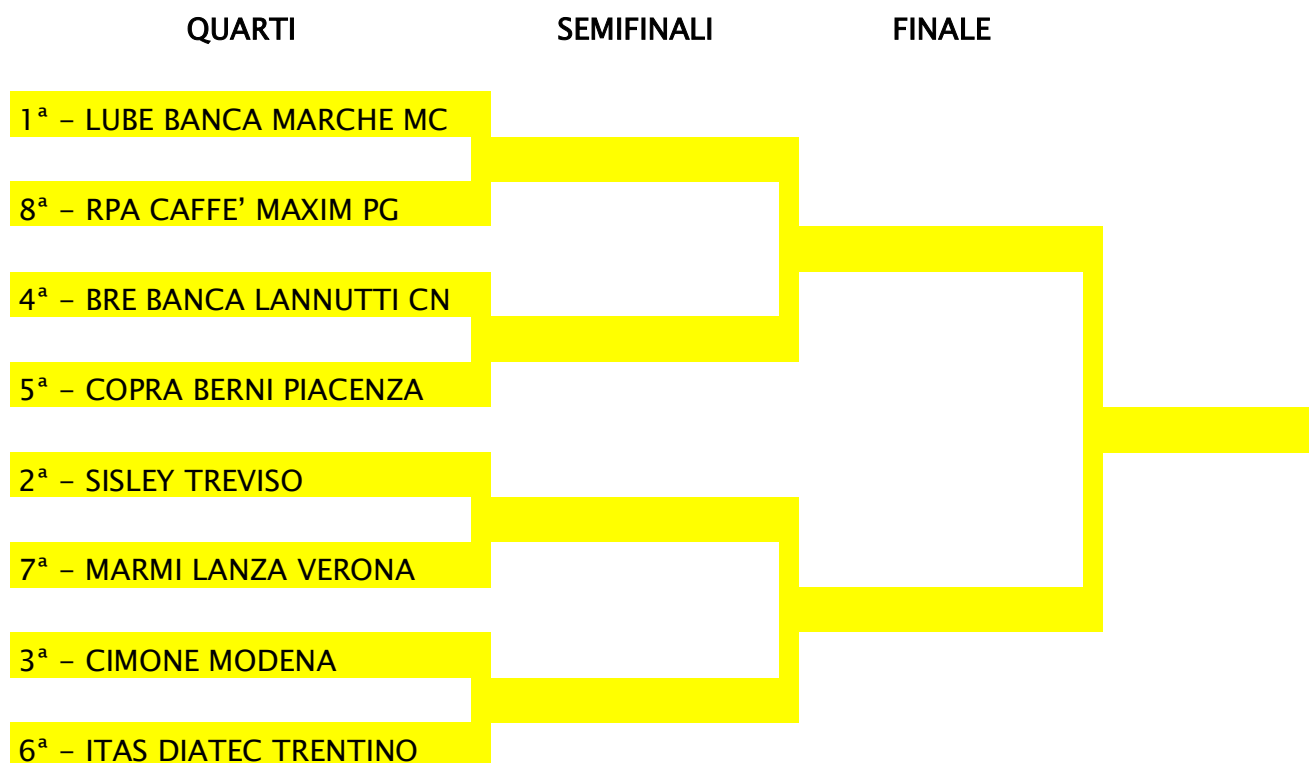 QUARTI SEMIFINALI FINALE
1ª – LUBE BANCA MARCHE MC
8ª – RPA CAFFE’ MAXIM PG
4ª – BRE BANCA LANNUTTI CN
5ª – COPRA BERNI PIACENZA
2ª – SISLEY TREVISO
7ª – MARMI LANZA VERONA
3ª – CIMONE MODENA
6ª – ITAS DIATEC TRENTINO